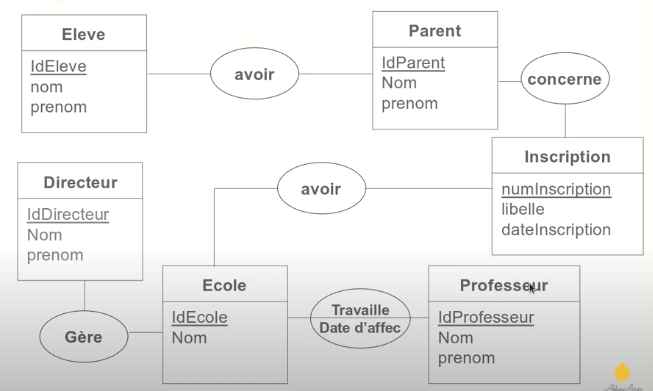 Eleve
IdEleve
nom
prenom
avoir
Parent
IdParent
Nom
prenom
concerne
Inscription
numInscription
libelle
dateInscription
avoir
Directeur
IdDirecteur
Nom
prenom
Gère
Ecole
IdEcole
Nom
Travaille
Date d'affec
Professeur
IdProfesseur
Nom
prenom